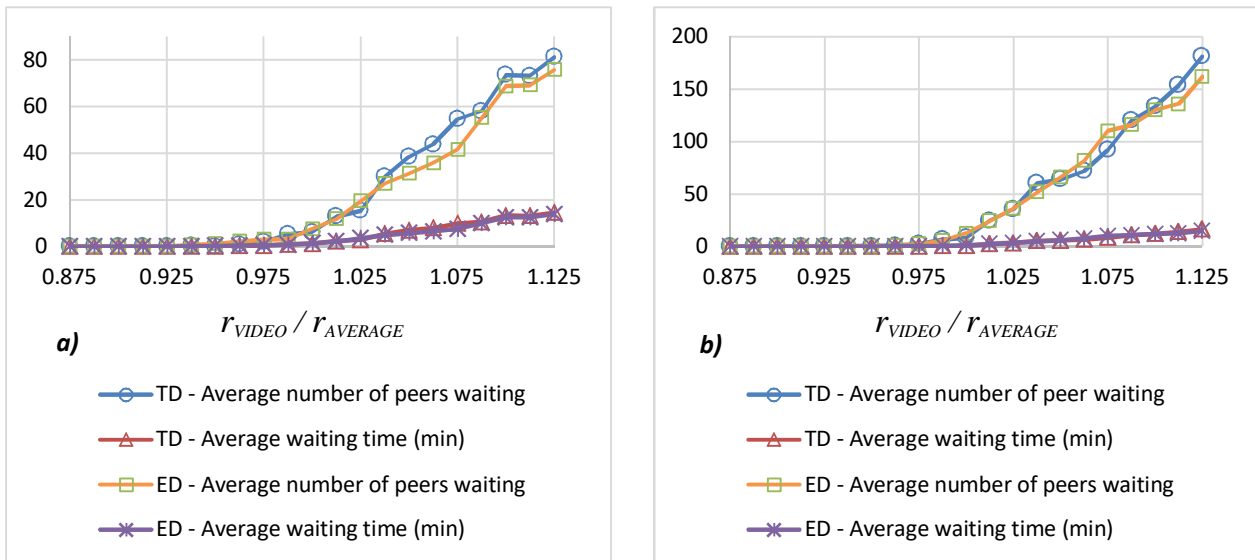 80
60
40
20
0
0.875 0.925 0.975 1.025 1.075 1.125
r_VIDEO / r_AVERAGE
a)
TD - Average number of peers waiting
TD - Average waiting time (min)
ED - Average number of peers waiting
ED - Average waiting time (min)
200
150
100
50
0
0.875 0.925 0.975 1.025 1.075 1.125
r_VIDEO / r_AVERAGE
b)
TD - Average number of peer waiting
TD - Average waiting time (min)
ED - Average number of peers waiting
ED - Average waiting time (min)